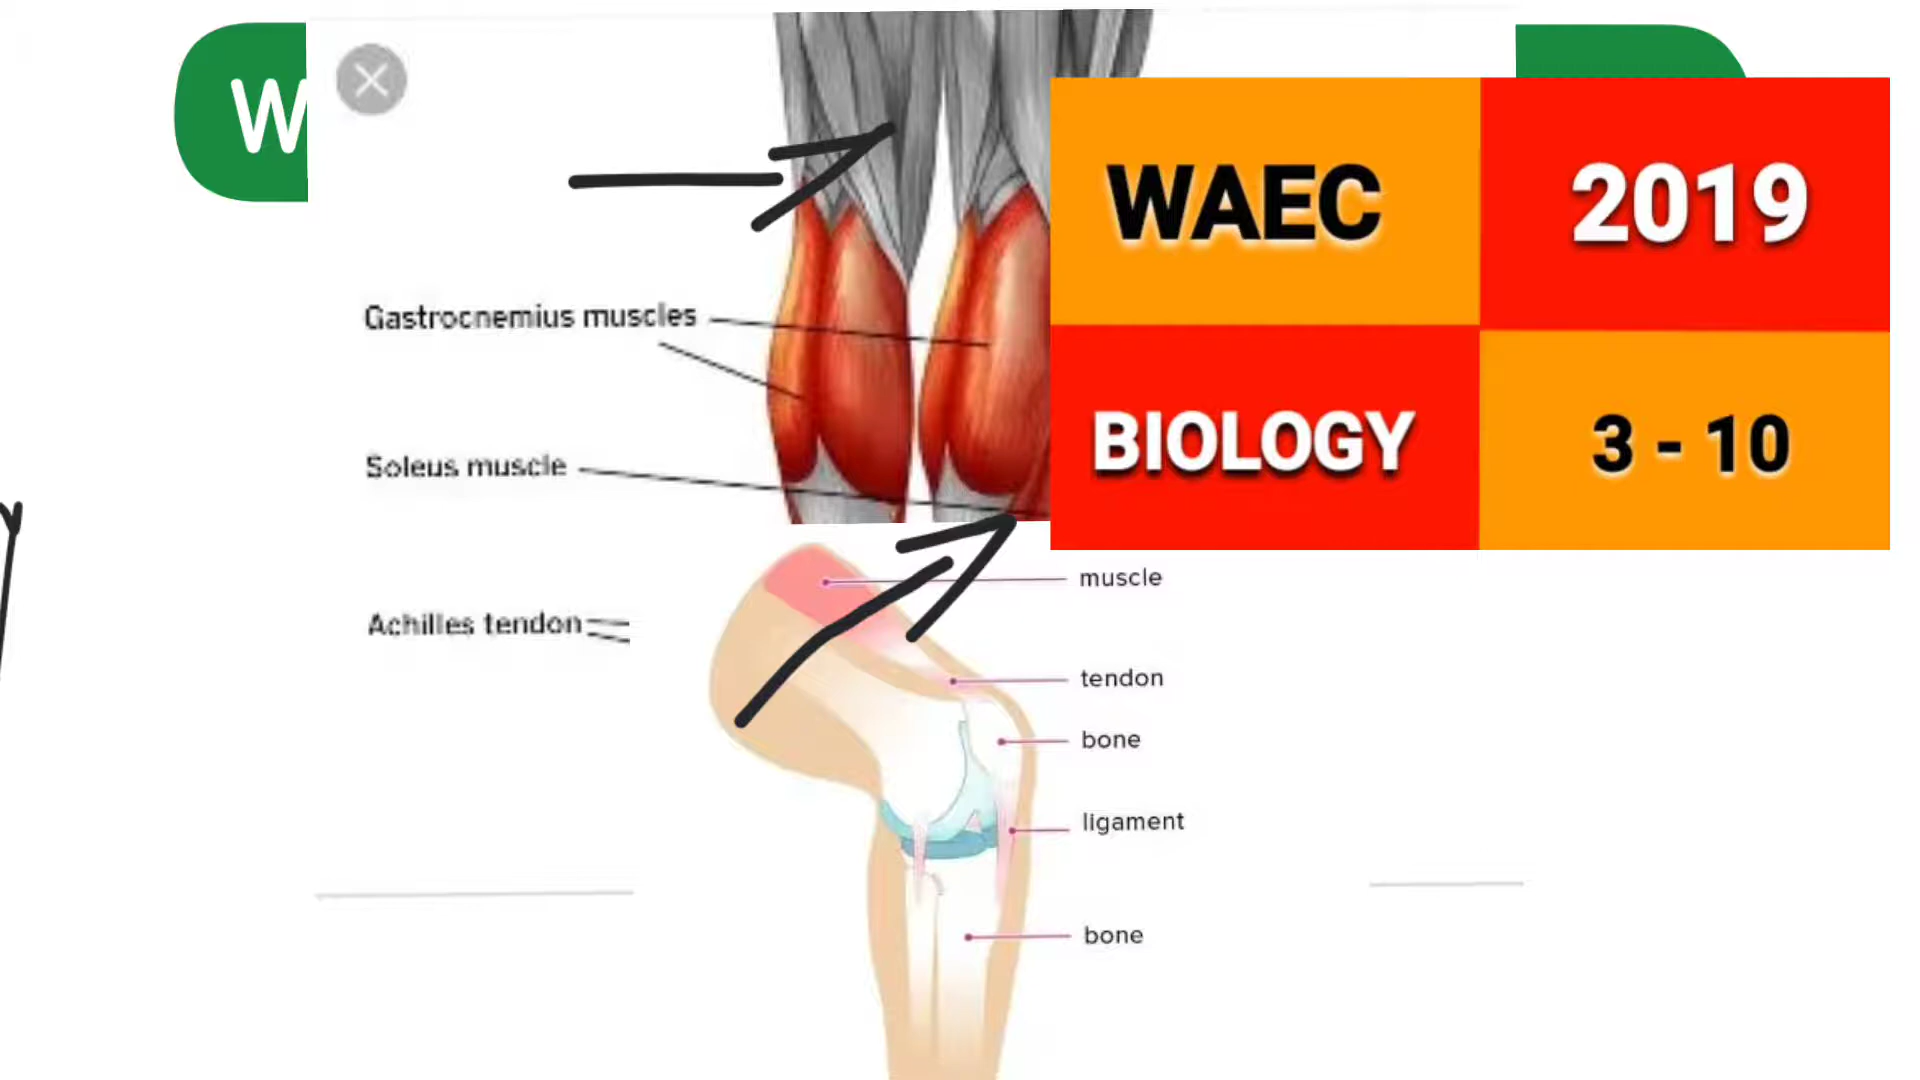 W
WAEC
2019
BIOLOGY
3 - 10
Gastrocnemius muscles
Soleus muscle
Achilles tendon
muscle
tendon
bone
ligament
bone